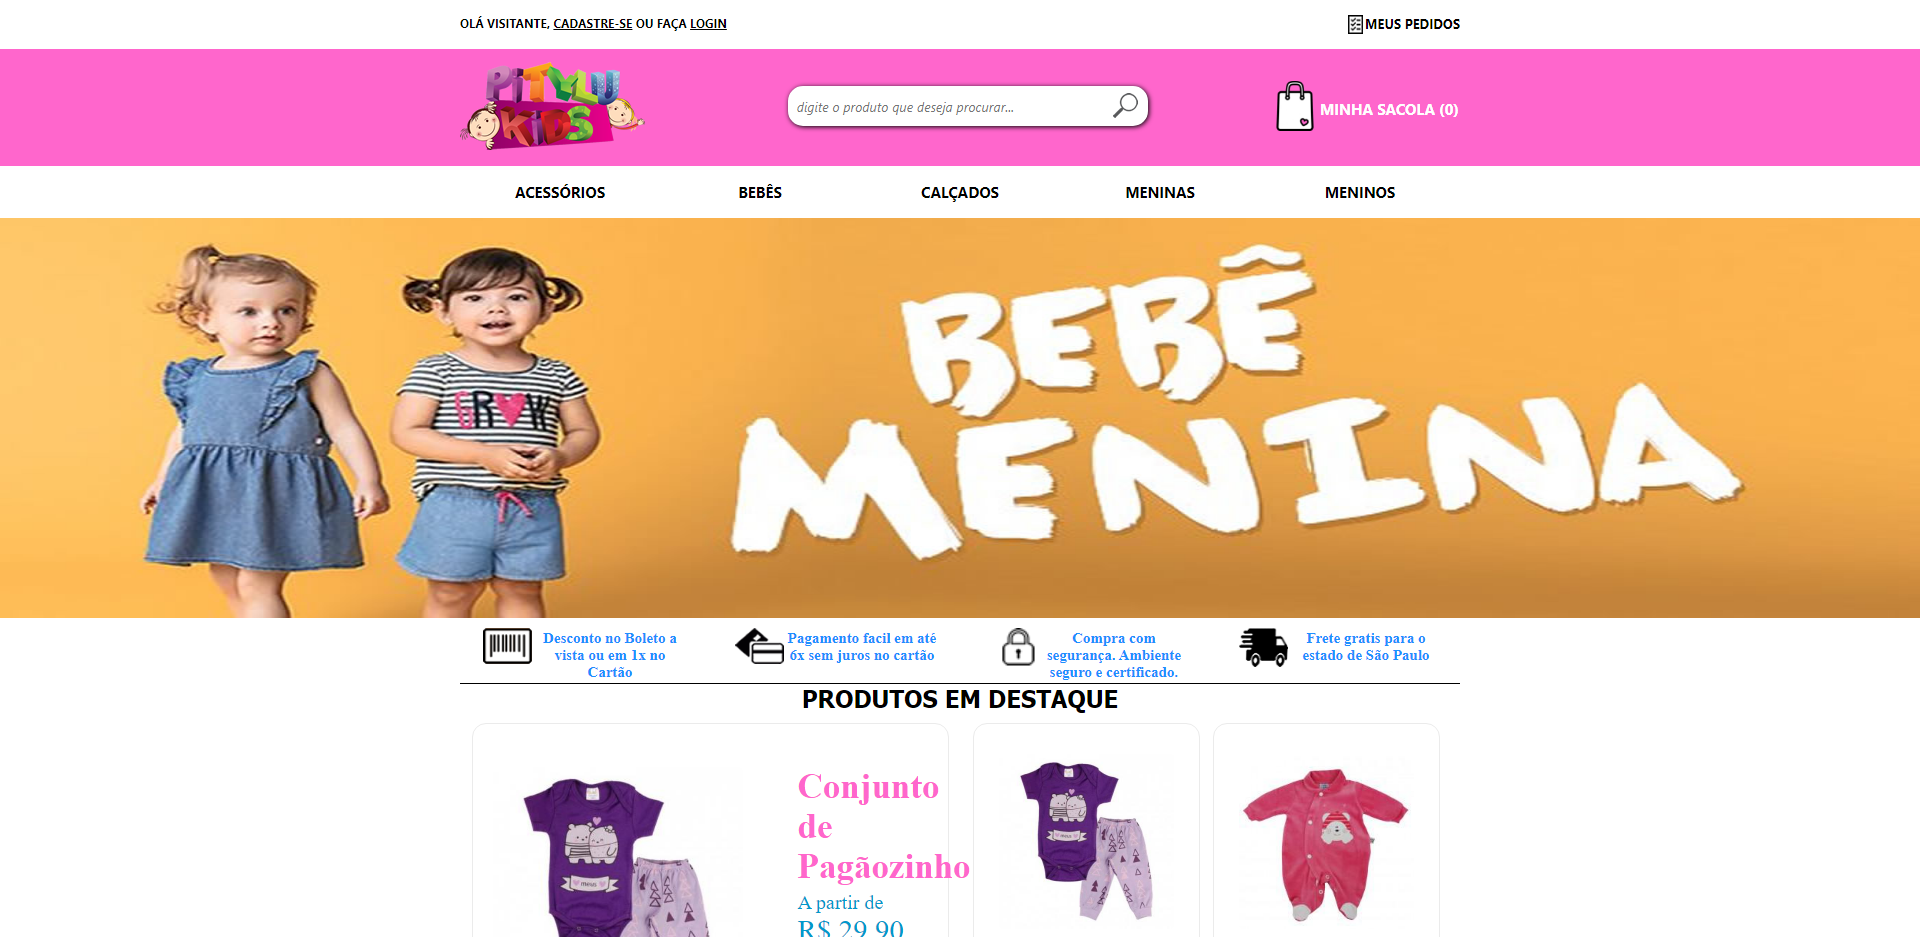 OLÁ VISITANTE, CADASTRE-SE OU FAÇA LOGIN
MEUS PEDIDOS
PITYLU
KIDS
digite o produto que deseja procurar...
MINHA SACOLA (0)
ACESSÓRIOS
BEBÊS
CALÇADOS
MENINAS
MENINOS
GROW
BEBÊ
MENINA
Desconto no Boleto a
vista ou em 1x no
Cartão
Pagamento facil em até
6x sem juros no cartão
Compra com
segurança. Ambiente
seguro e certificado.
Frete gratis para o
estado de São Paulo
PRODUTOS EM DESTAQUE
Conjunto
de
Pagãozinho
A partir de
R$ 29,90